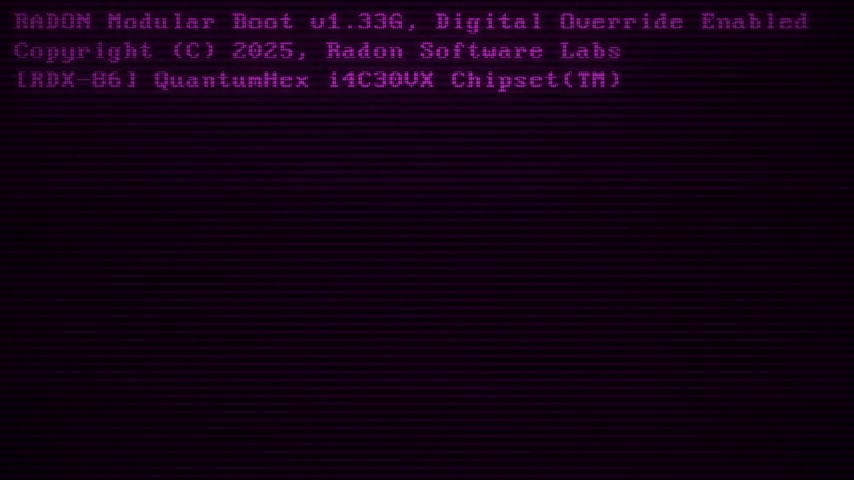 RADON Modular Boot v1.33G, Digital Override Enabled
Copyright (C) 2025, Radon Software Labs
[RDX-86] QuantumHex i4C30VX Chipset(TM)